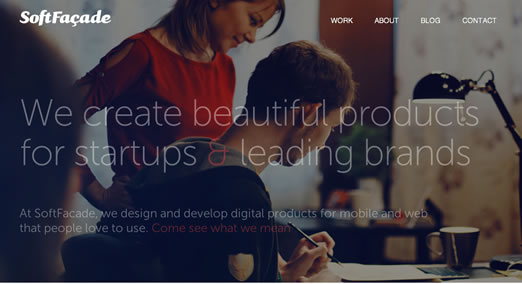 SoftFaçade
WORK ABOUT BLOG CONTACT
We create beautiful products
for startups & leading brands
At SoftFaçade, we design and develop digital products for mobile and web
that people love to use. Come see what we mean